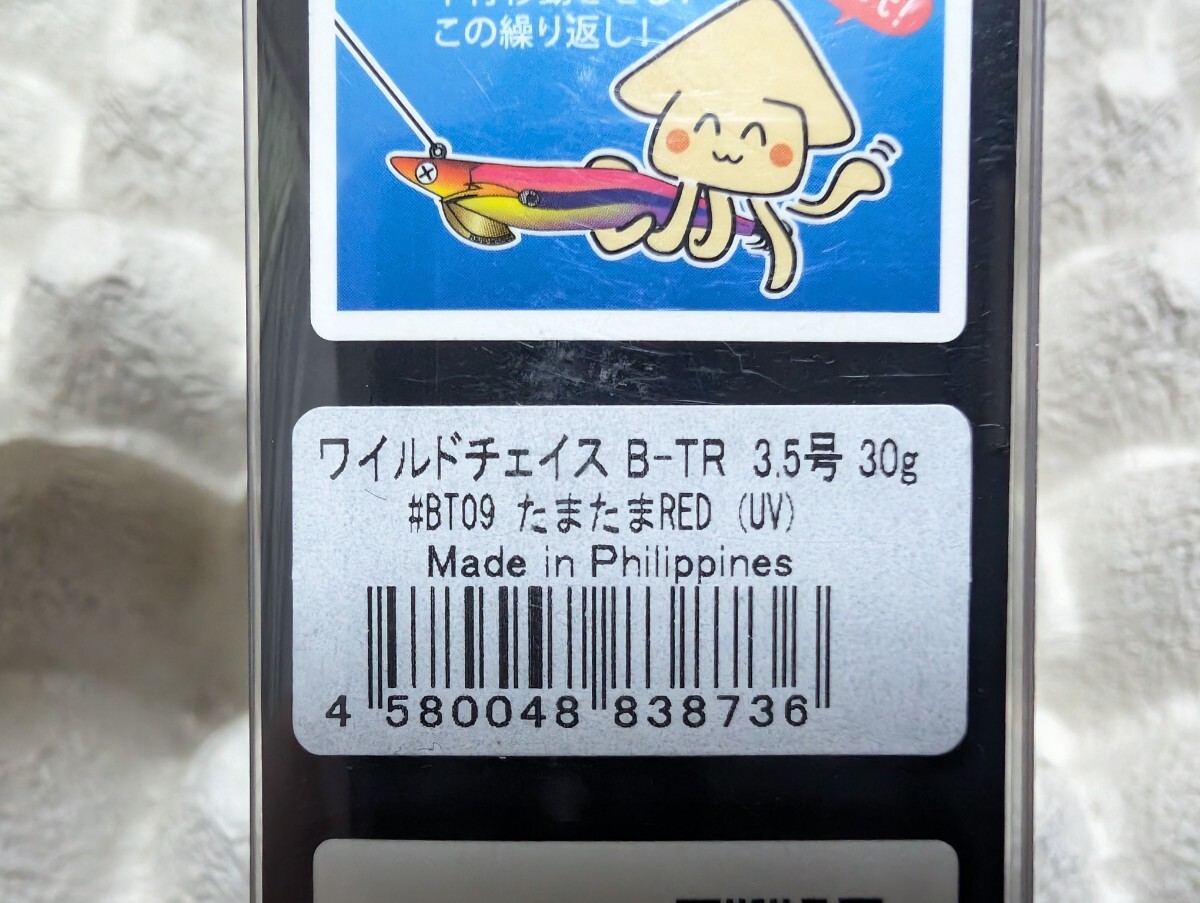 この繰り返し!
ワイルドチェイス B-TR 3.5号 30g
#BT09 たまたまRED (UV)
Made in Philippines
4 580048 838736